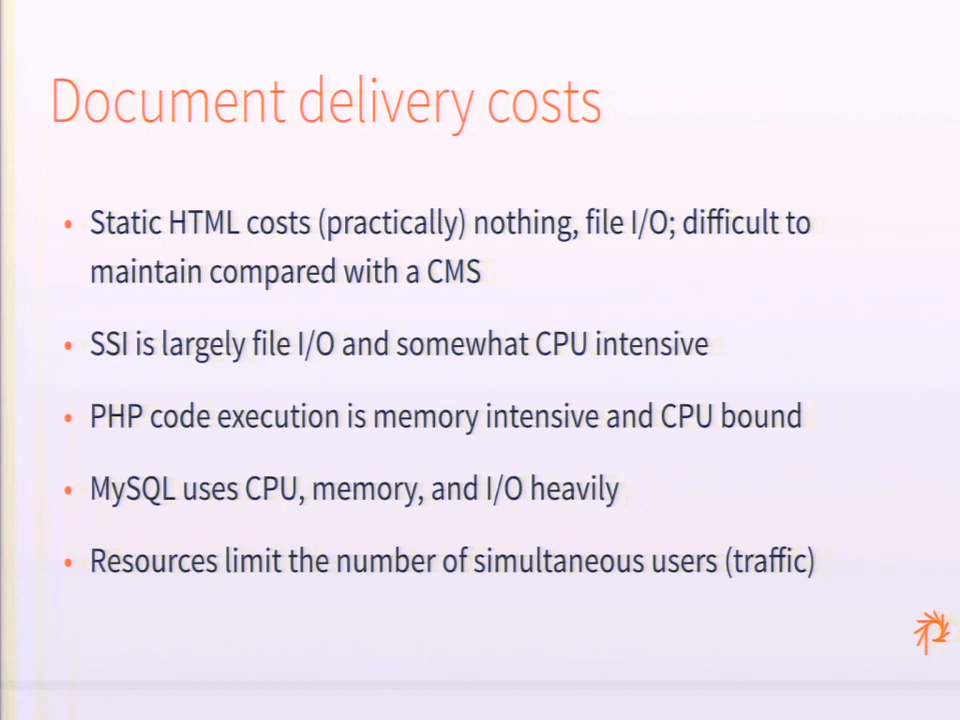 Document delivery costs
• Static HTML costs (practically) nothing, file I/O; difficult to
maintain compared with a CMS
• SSI is largely file I/O and somewhat CPU intensive
• PHP code execution is memory intensive and CPU bound
• MySQL uses CPU, memory, and I/O heavily
• Resources limit the number of simultaneous users (traffic)